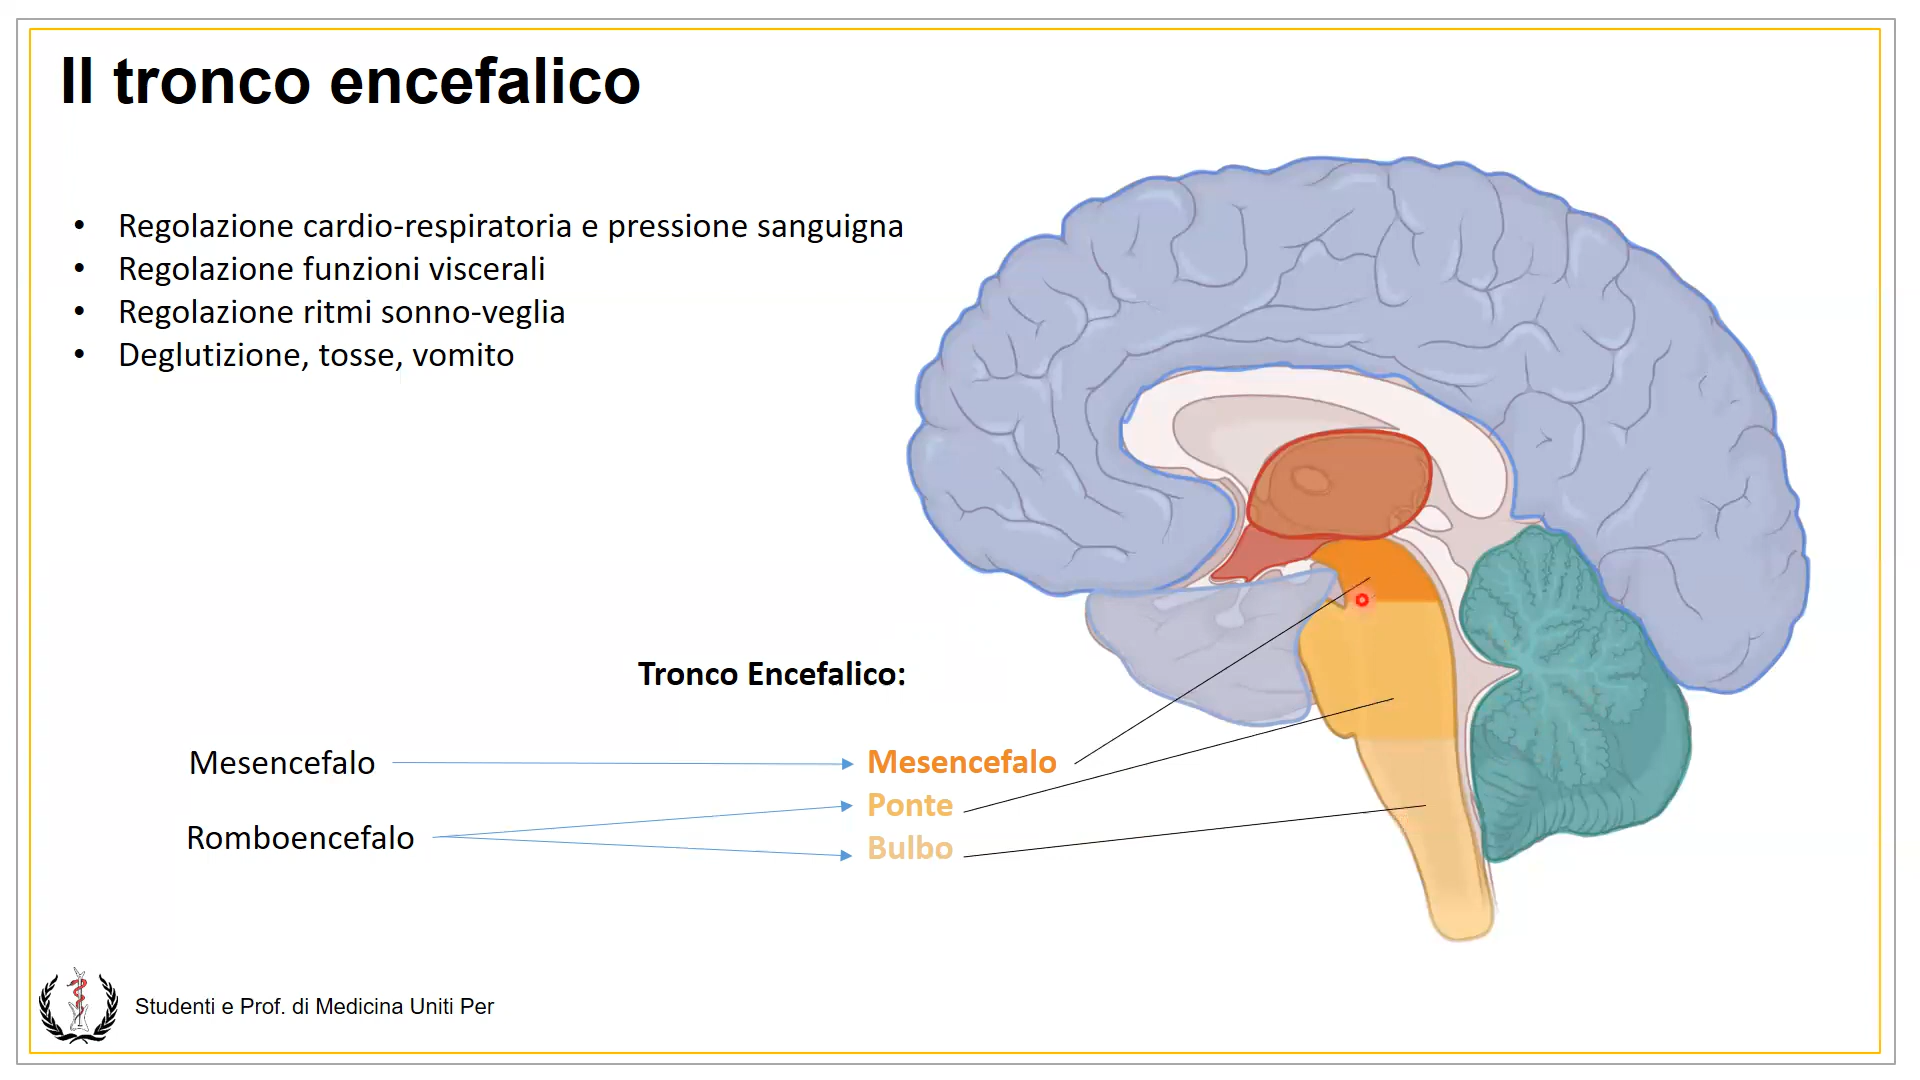 Il tronco encefalico
• Regolazione cardio-respiratoria e pressione sanguigna
• Regolazione funzioni viscerali
• Regolazione ritmi sonno-veglia
• Deglutizione, tosse, vomito
Tronco Encefalico:
Mesencefalo
Mesencefalo
Ponte
Romboencefalo
Bulbo
Studenti e Prof. di Medicina Uniti Per